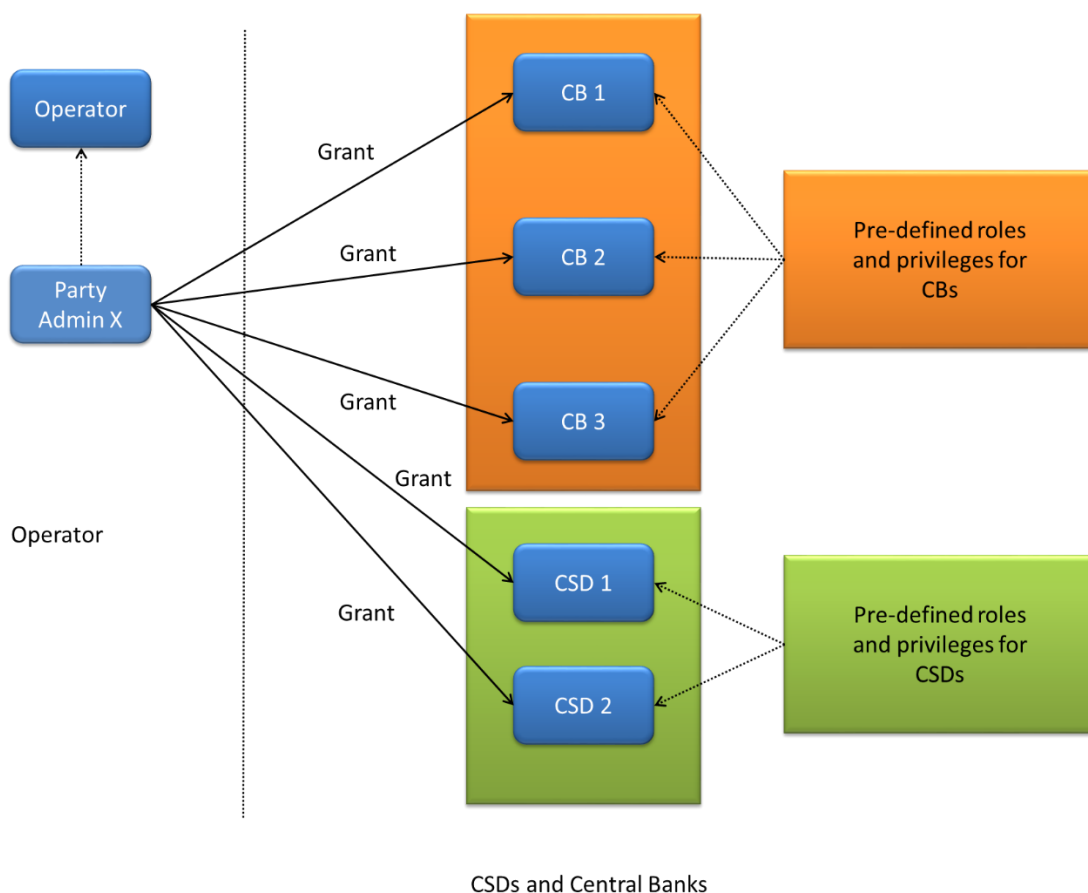 Operator
Party
Admin X
Operator
Grant
Grant
Grant
Grant
Grant
CB 1
CB 2
CB 3
CSD 1
CSD 2
Pre-defined roles
and privileges for
CBs
Pre-defined roles
and privileges for
CSDs
CSDs and Central Banks